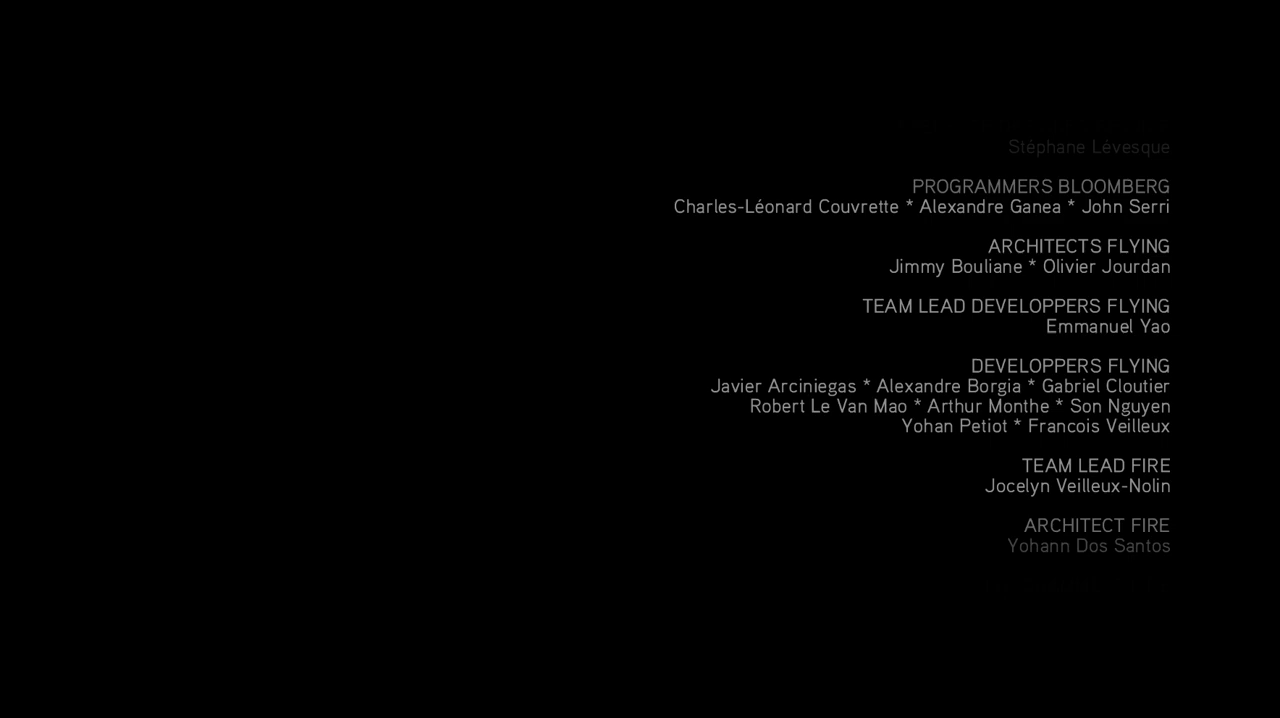 Stéphane Lévesque
PROGRAMMERS BLOOMBERG
Charles-Léonard Couvrette * Alexandre Ganea * John Serri
ARCHITECTS FLYING
Jimmy Bouliane * Olivier Jourdan
TEAM LEAD DEVELOPPERS FLYING
Emmanuel Yao
DEVELOPPERS FLYING
Javier Arciniegas * Alexandre Borgia * Gabriel Cloutier
Robert Le Van Mao * Arthur Monthe * Son Nguyen
Yohan Petiot * Francois Veilleux
TEAM LEAD FIRE
Jocelyn Veilleux-Nolin
ARCHITECT FIRE
Yohann Dos Santos